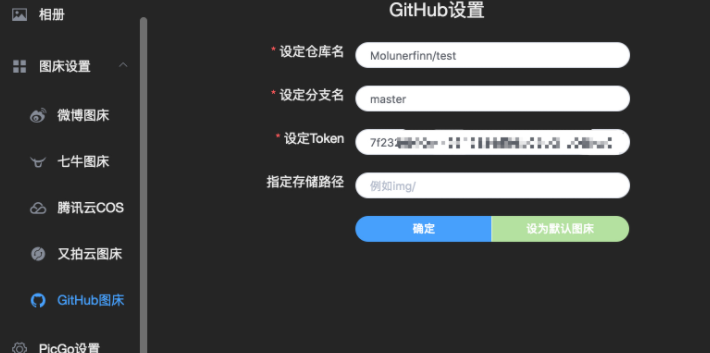 相册
图床设置
微博图床
七牛图床
腾讯云COS
又拍云图床
GitHub图床
PicGo设置
GitHub设置
* 设定仓库名
Molunerfinn/test
* 设定分支名
master
* 设定Token
7f232
指定存储路径
例如img/
确定
设为默认图床